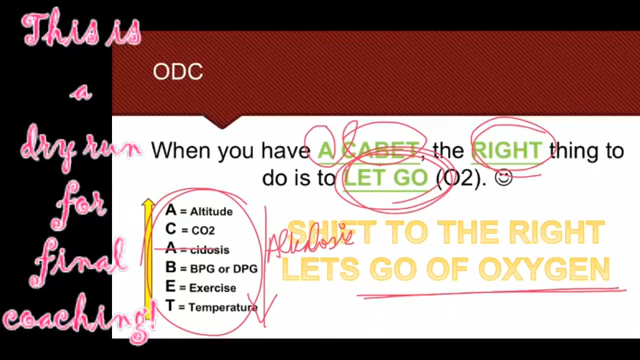 This is
a
dry run
for
final
coaching!
ODC
When you have A CABET, the RIGHT thing to
do is to LET GO (O2). ☺
A = Altitude
C = CO2
A = cidosis
B = BPG or DPG
E = Exercise
T = Temperature
Alkalosis
SHIFT TO THE RIGHT
LETS GO OF OXYGEN